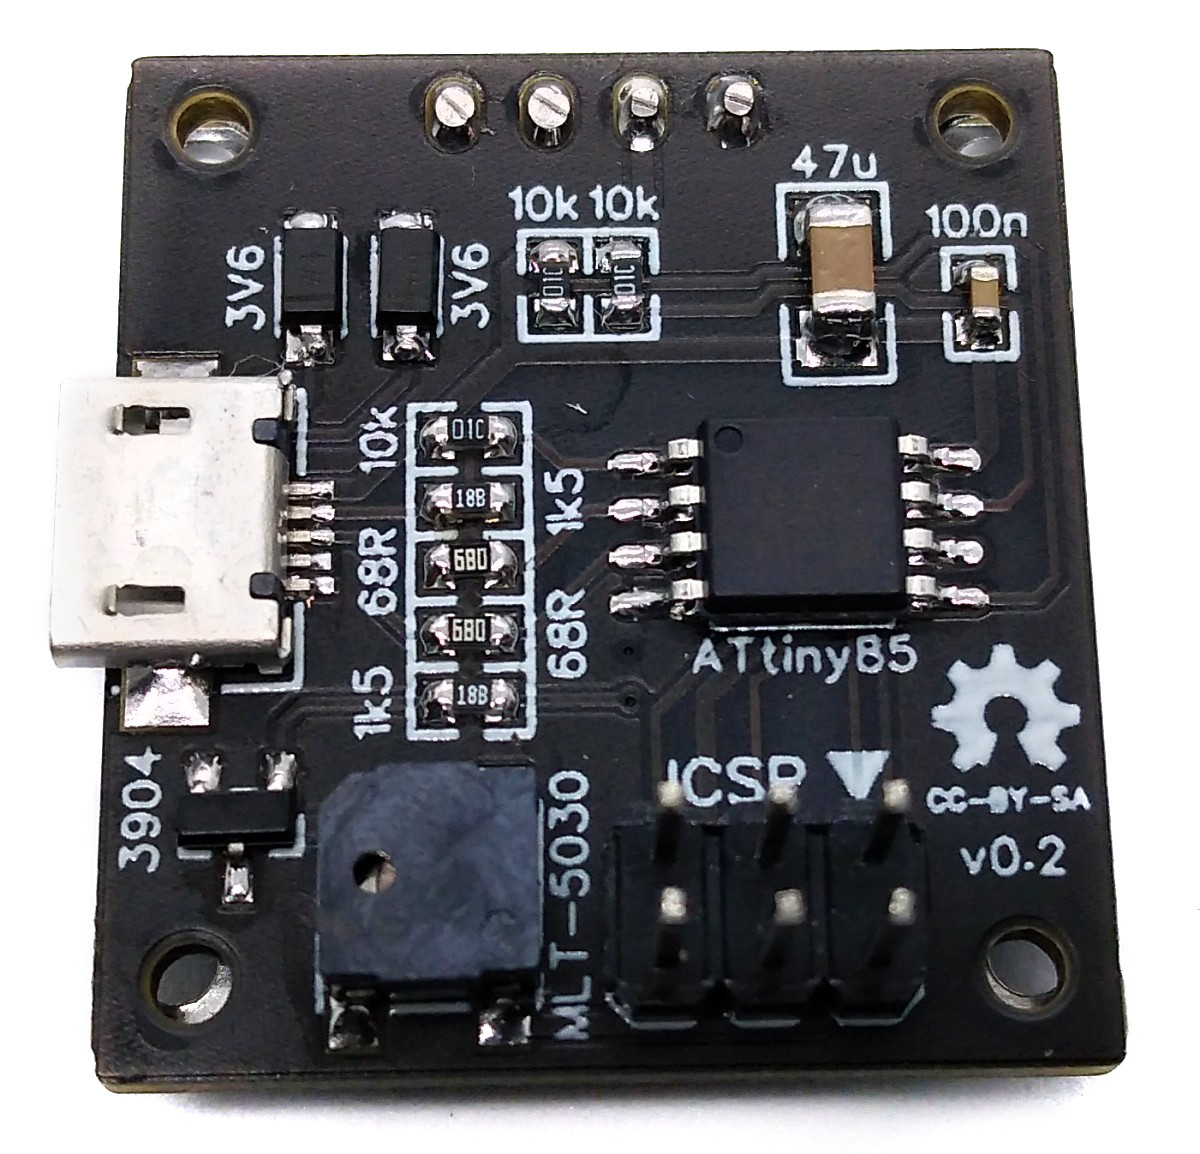 47u
10k 10k
100n
3V6
3V6
01C
01C
10k
01C
18B
1k5
68R
680
680
68R
1k5
18B
ATtiny85
3904
MLT-5030
ICSP
CC-BY-SA
v0.2